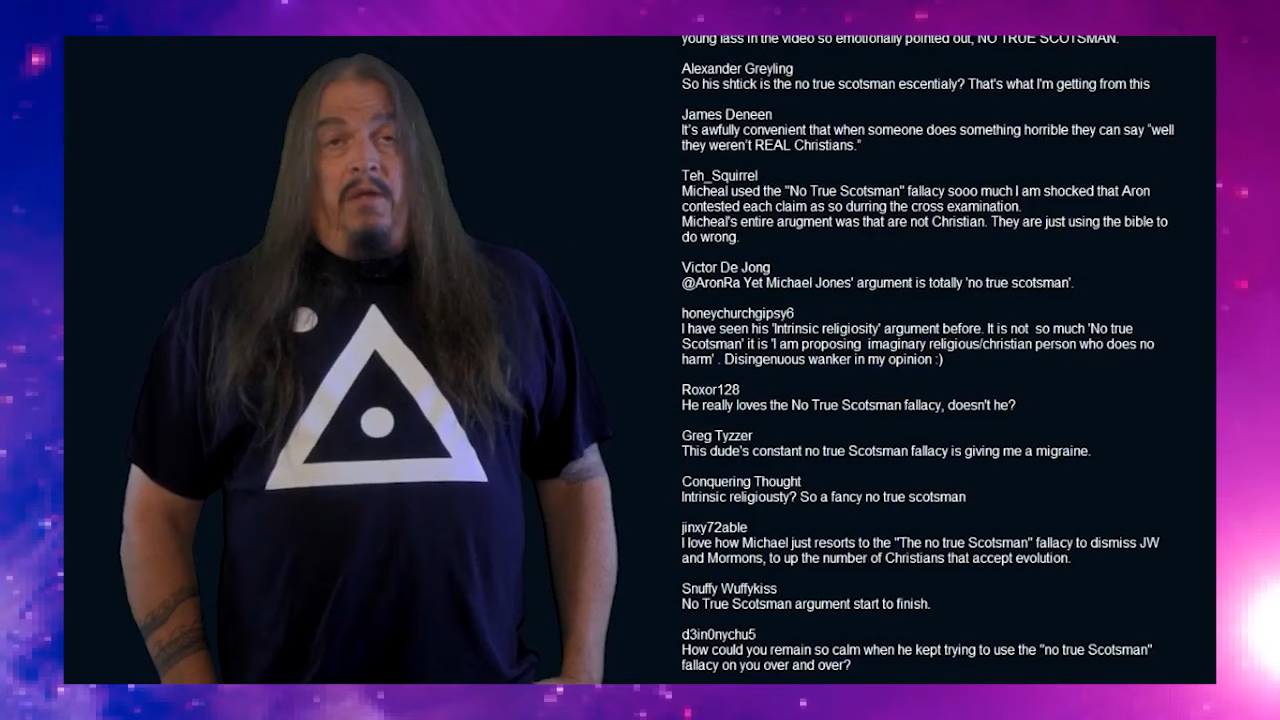 young lass in the video so emotionally pointed out, NO TRUE SCOTSMAN.
Alexander Greyling
So his shtick is the no true scotsman escentialy? That's what I'm getting from this
James Deneen
It's awfully convenient that when someone does something horrible they can say "well
they weren't REAL Christians."
Teh_Squirrel
Micheal used the "No True Scotsman" fallacy sooo much I am shocked that Aron
contested each claim as so durring the cross examination.
Micheal's entire arugment was that are not Christian. They are just using the bible to
do wrong.
Victor De Jong
@AronRa Yet Michael Jones' argument is totally 'no true scotsman'.
honeychurchgipsy6
I have seen his 'Intrinsic religiosity' argument before. It is not so much 'No true
Scotsman' it is 'I am proposing imaginary religious/christian person who does no
harm' . Disingenuous wanker in my opinion :)
Roxor128
He really loves the No True Scotsman fallacy, doesn't he?
Greg Tyzzer
This dude's constant no true Scotsman fallacy is giving me a migraine.
Conquering Thought
Intrinsic religiousty? So a fancy no true scotsman
jinxy72able
I love how Michael just resorts to the "The no true Scotsman" fallacy to dismiss JW
and Mormons, to up the number of Christians that accept evolution.
Snuffy Wuffykiss
No True Scotsman argument start to finish.
d3in0nychu5
How could you remain so calm when he kept trying to use the "no true Scotsman"
fallacy on you over and over?